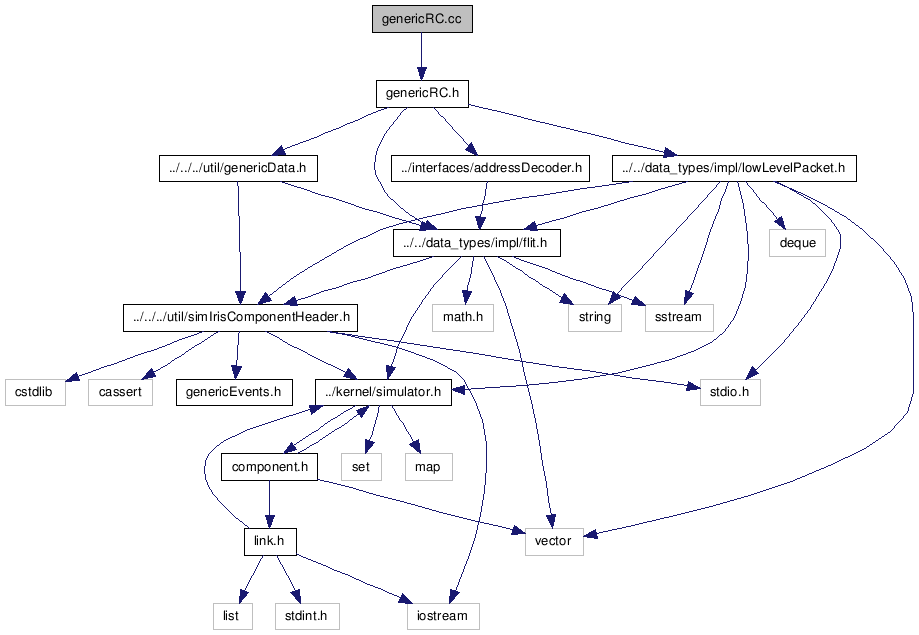 genericRC.cc
genericRC.h
../../../util/genericData.h
../interfaces/addressDecoder.h
../../data_types/impl/lowLevelPacket.h
../../data_types/impl/flit.h
deque
../../../util/simIrisComponentHeader.h
math.h
string
sstream
cstdlib
cassert
genericEvents.h
../kernel/simulator.h
stdio.h
component.h
set
map
link.h
vector
list
stdint.h
iostream